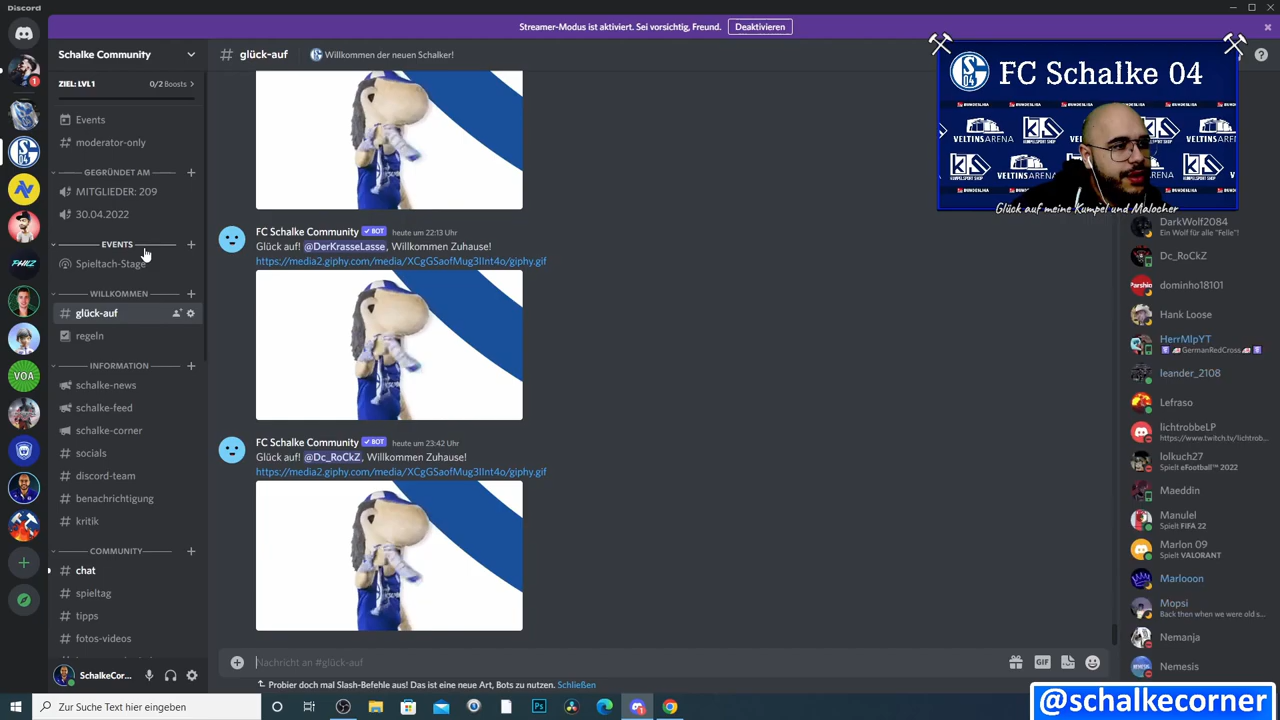 Discord
Streamer-Modus ist aktiviert. Sei vorsichtig, Freund.
Deaktivieren
Schalke Community
# glück-auf
Willkommen der neuen Schalker!
ZIEL: LVL 1
0/2 Boosts
Events
moderator-only
GEGRÜNDET AM
MITGLIEDER: 209
30.04.2022
EVENTS
Spieltach-Stage
WILLKOMMEN
glück-auf
regeln
INFORMATION
schalke-news
schalke-feed
schalke-corner
socials
discord-team
benachrichtigung
kritik
COMMUNITY
chat
spieltag
tipps
fotos-videos
SchalkeCor...
FC Schalke Community BOT heute um 22:13 Uhr
Glück auf! @DerKrasseLasse, Willkommen Zuhause!
https://media2.giphy.com/media/XCgGSaofMug3IInt4o/giphy.gif
FC Schalke Community BOT heute um 23:42 Uhr
Glück auf! @Dc_RoCkZ, Willkommen Zuhause!
https://media2.giphy.com/media/XCgGSaofMug3IInt4o/giphy.gif
Nachricht an #glück-auf
GIF
Probier doch mal Slash-Befehle aus! Das ist eine neue Art, Bots zu nutzen. Schließen
FC Schalke 04
VELTINS ARENA
Glück auf meine Kumpel und Malocher
DarkWolf2084
Ein Wolf für alle "Felle"!
Dc_RoCkZ
dominho18101
Hank Loose
HerrMlpYT
GermanRedCross
leander_2108
Lefraso
lichtrobbeLP
https://www.twitch.tv/lichtrob...
lolkuch27
Spielt eFootball™ 2022
Maeddin
Manulel
Spielt FIFA 22
Marlon 09
Spielt VALORANT
Marlooon
Mopsi
Back then when we were old s...
Nemanja
Nemesis
Zur Suche Text hier eingeben
@schalkecorner